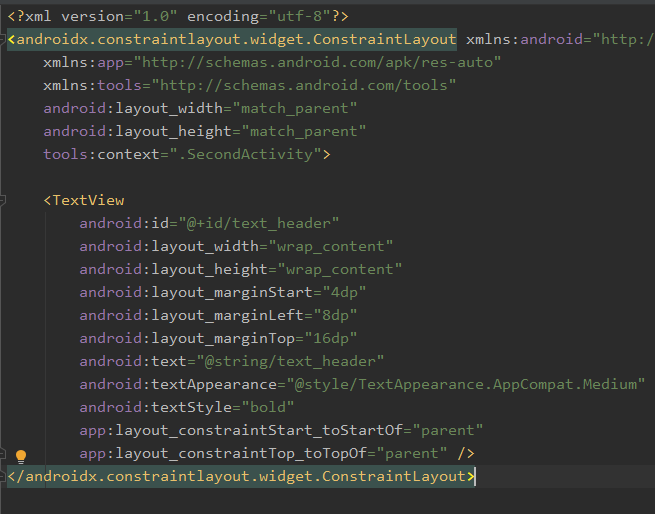 <?xml version="1.0" encoding="utf-8"?>
<androidx.constraintlayout.widget.ConstraintLayout xmlns:android="http:/
    xmlns:app="http://schemas.android.com/apk/res-auto"
    xmlns:tools="http://schemas.android.com/tools"
    android:layout_width="match_parent"
    android:layout_height="match_parent"
    tools:context=".SecondActivity">

    <TextView
        android:id="@+id/text_header"
        android:layout_width="wrap_content"
        android:layout_height="wrap_content"
        android:layout_marginStart="4dp"
        android:layout_marginLeft="8dp"
        android:layout_marginTop="16dp"
        android:text="@string/text_header"
        android:textAppearance="@style/TextAppearance.AppCompat.Medium"
        android:textStyle="bold"
        app:layout_constraintStart_toStartOf="parent"
        app:layout_constraintTop_toTopOf="parent" />
</androidx.constraintlayout.widget.ConstraintLayout>